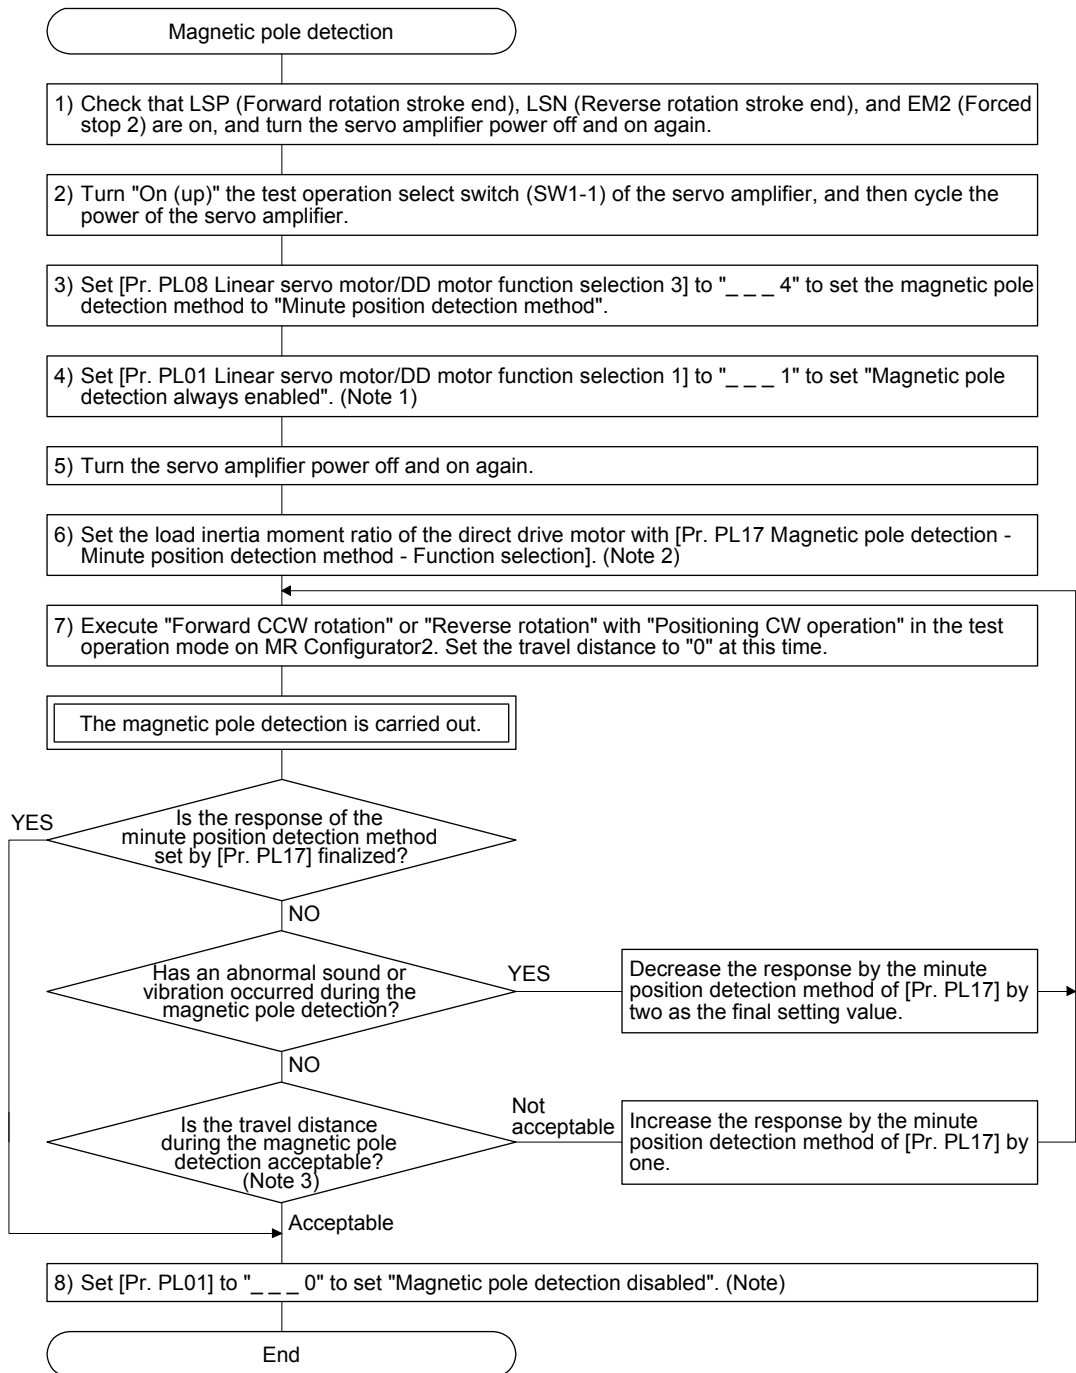 Magnetic pole detection
1) Check that LSP (Forward rotation stroke end), LSN (Reverse rotation stroke end), and EM2 (Forced
stop 2) are on, and turn the servo amplifier power off and on again.
2) Turn "On (up)" the test operation select switch (SW1-1) of the servo amplifier, and then cycle the
power of the servo amplifier.
3) Set [Pr. PL08 Linear servo motor/DD motor function selection 3] to "_ _ _ 4" to set the magnetic pole
detection method to "Minute position detection method".
4) Set [Pr. PL01 Linear servo motor/DD motor function selection 1] to "_ _ _ 1" to set "Magnetic pole
detection always enabled". (Note 1)
5) Turn the servo amplifier power off and on again.
6) Set the load inertia moment ratio of the direct drive motor with [Pr. PL17 Magnetic pole detection -
Minute position detection method - Function selection]. (Note 2)
7) Execute "Forward CCW rotation" or "Reverse rotation" with "Positioning CW operation" in the test
operation mode on MR Configurator2. Set the travel distance to "0" at this time.
The magnetic pole detection is carried out.
YES
Is the response of the
minute position detection method
set by [Pr. PL17] finalized?
NO
Has an abnormal sound or
vibration occurred during the
magnetic pole detection?
YES
Decrease the response by the minute
position detection method of [Pr. PL17] by
two as the final setting value.
NO
Is the travel distance
during the magnetic pole
detection acceptable?
(Note 3)
Not
acceptable
Increase the response by the minute
position detection method of [Pr. PL17] by
one.
Acceptable
8) Set [Pr. PL01] to "_ _ _ 0" to set "Magnetic pole detection disabled". (Note)
End